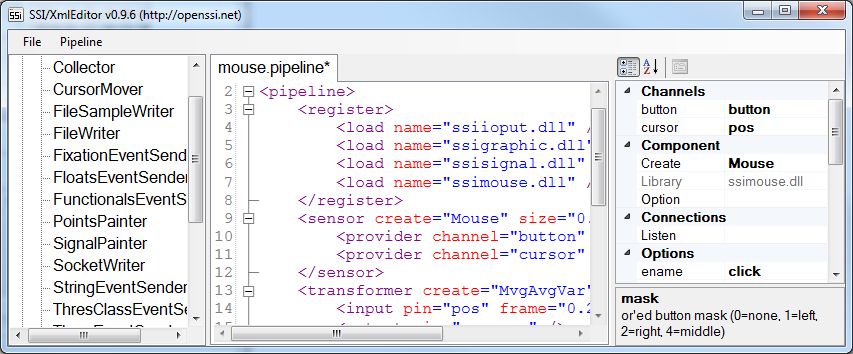 SSI/XmlEditor v0.9.6 (http://openssi.net)
File Pipeline
Collector
CursorMover
FileSampleWriter
FileWriter
FixationEventSend
FloatsEventSender
FunctionalsEventS
PointsPainter
SignalPainter
SocketWriter
StringEventSender
ThresClassEventSe
mouse.pipeline*
2 <pipeline>
3 <register>
4 <load name="ssiioput.dll" /
5 <load name="ssigraphic.dll"
6 <load name="ssisignal.dll"
7 <load name="ssimouse.dll" /
8 </register>
9 <sensor create="Mouse" size="0.
10 <provider channel="button"
11 <provider channel="cursor"
12 </sensor>
13 <transformer create="MvgAvgVar"
14 <input pin="pos" frame="0.2
Channels
button button
cursor pos
Component
Create Mouse
Library ssimouse.dll
Option
Connections
Listen
Options
ename click
mask
or'ed button mask (0=none, 1=left,
2=right, 4=middle)